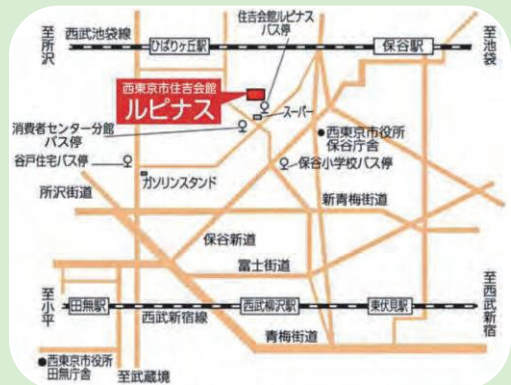 住吉会館ルピナス
バス停
至所沢
西武池袋線
ひばりヶ丘駅
保谷駅
至池袋
西東京市住吉会館
ルピナス
スーパー
消費者センター分館
バス停
西東京市役所
保谷庁舎
谷戸住宅バス停
保谷小学校バス停
ガソリンスタンド
所沢街道
新青梅街道
保谷新道
富士街道
至小平
田無駅
西武柳沢駅
東伏見駅
至西武新宿
西武新宿線
青梅街道
西東京市役所
田無庁舎
至武蔵境